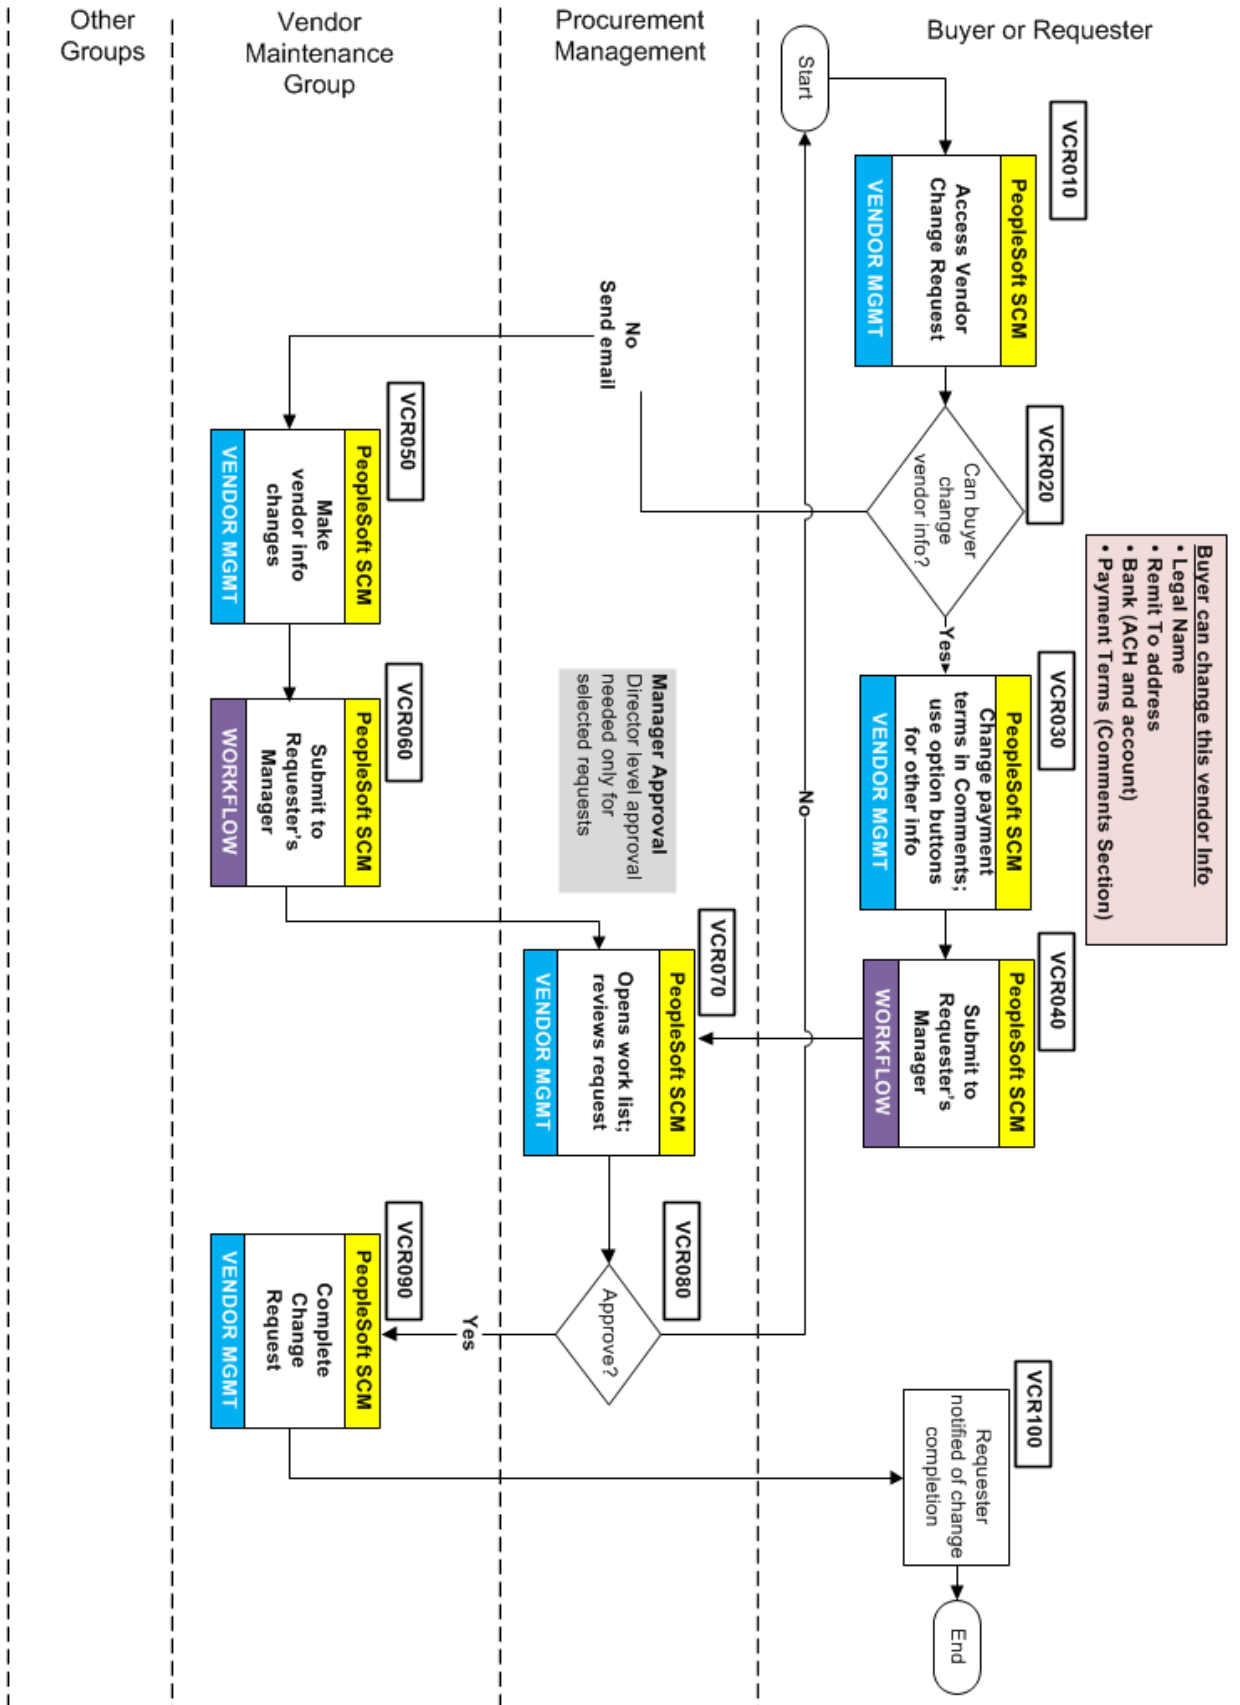 Other
Groups
Vendor
Maintenance
Group
Procurement
Management
Buyer or Requester
Start
VCR010
PeopleSoft SCM
Access Vendor
Change Request
VENDOR MGMT
VCR020
Can buyer
change
vendor info?
Buyer can change this vendor Info
• Legal Name
• Remit To address
• Bank (ACH and account)
• Payment Terms (Comments Section)
Yes
No
Send email
VCR030
PeopleSoft SCM
Change payment
terms in Comments;
use option buttons
for other info
VENDOR MGMT
VCR040
PeopleSoft SCM
Submit to
Requester's
Manager
WORKFLOW
VCR050
PeopleSoft SCM
Make
vendor info
changes
VENDOR MGMT
VCR060
PeopleSoft SCM
Submit to
Requester's
Manager
WORKFLOW
Manager Approval
Director level approval
needed only for
selected requests
VCR070
PeopleSoft SCM
Opens work list;
reviews request
VENDOR MGMT
VCR080
Approve?
No
Yes
VCR090
PeopleSoft SCM
Complete
Change
Request
VENDOR MGMT
VCR100
Requester
notified of change
completion
End